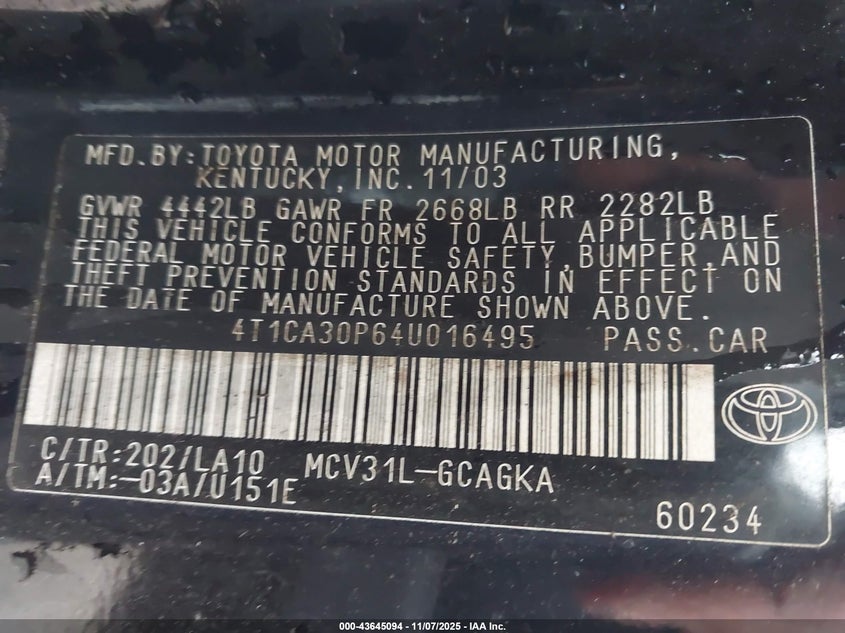 MFD.BY:TOYOTA MOTOR MANUFACTURING,
KENTUCKY,INC. 11/03
GVWR 4442LB GAWR FR 2668LB RR 2282LB
THIS VEHICLE CONFORMS TO ALL APPLICABLE
FEDERAL MOTOR VEHICLE SAFETY,BUMPER,AND
THEFT PREVENTION STANDARDS IN EFFECT ON
THE DATE OF MANUFACTURE SHOWN ABOVE.
4T1CA30P64U016495 PASS.CAR
C/TR:202/LA10 MCV31L-GCAGKA
A/TM:-03A/U151E
60234
000-43645094 - 11/07/2025 - IAA Inc.